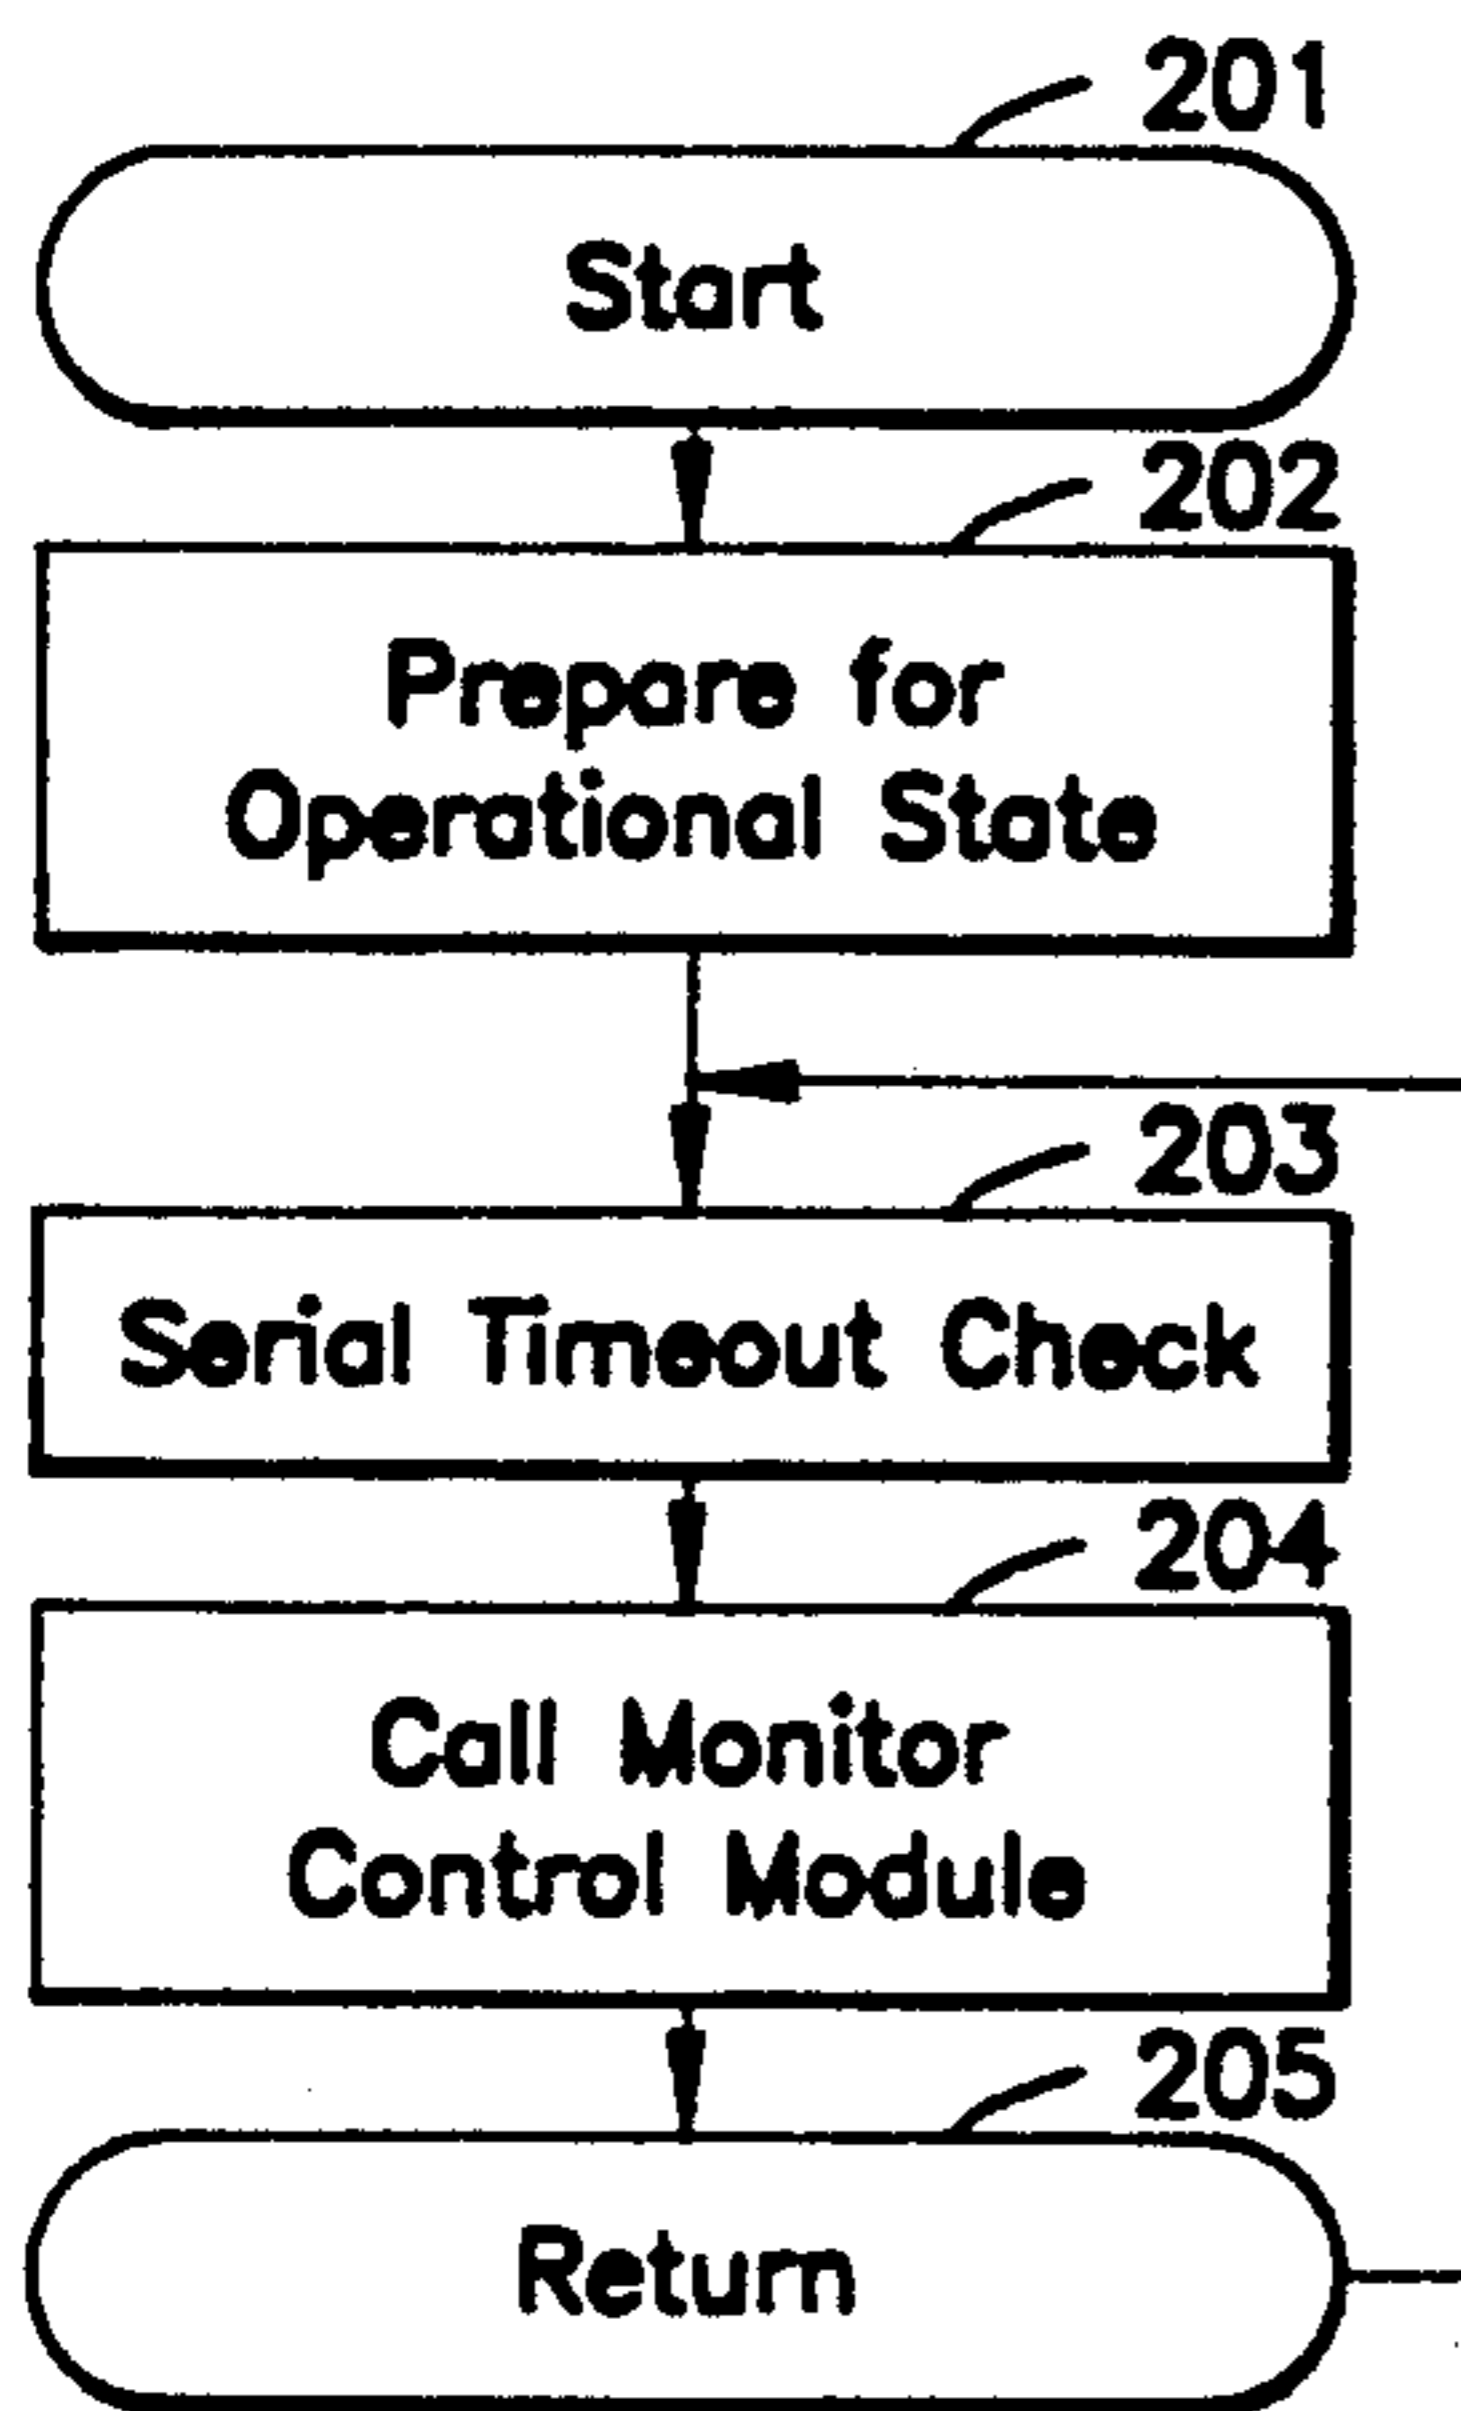 201
Start
202
Prepare for
Operational State
203
Serial Timeout Check
204
Call Monitor
Control Module
205
Return